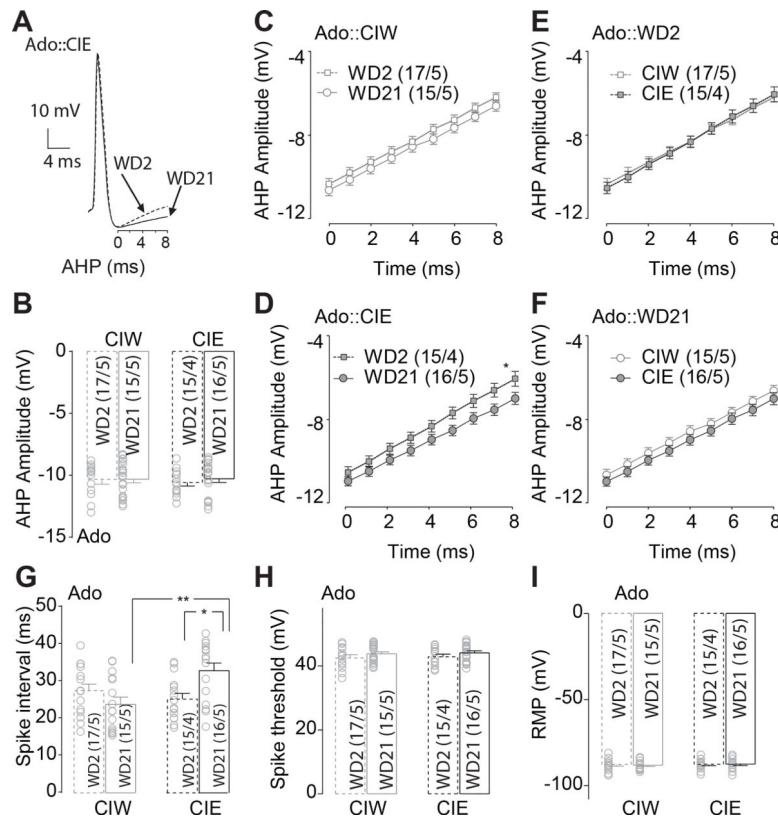 A
Ado::CIE
10 mV
4 ms
WD2
WD21
0 4 8
AHP (ms)
B
CIW CIE
AHP Amplitude (mV)
0
-5
-10
-15
WD2 (17/5)
WD21 (15/5)
WD2 (15/4)
WD21 (16/5)
Ado
C
Ado::CIW
AHP Amplitude (mV)
-4
-8
-12
WD2 (17/5)
WD21 (15/5)
0 2 4 6 8
Time (ms)
D
Ado::CIE
AHP Amplitude (mV)
-4
-8
-12
WD2 (15/4)
WD21 (16/5)
*
0 2 4 6 8
Time (ms)
E
Ado::WD2
AHP Amplitude (mV)
-4
-8
-12
CIW (17/5)
CIE (15/4)
0 2 4 6 8
Time (ms)
F
Ado::WD21
AHP Amplitude (mV)
-4
-8
-12
CIW (15/5)
CIE (16/5)
0 2 4 6 8
Time (ms)
G
Ado
Spike interval (ms)
50
40
30
20
10
0
**
*
WD2 (17/5)
WD21 (15/5)
WD2 (15/4)
WD21 (16/5)
CIW CIE
H
Ado
Spike threshold (mV)
40
20
0
WD2 (17/5)
WD21 (15/5)
WD2 (15/4)
WD21 (16/5)
CIW CIE
I
Ado
RMP (mV)
0
-50
-100
WD2 (17/5)
WD21 (15/5)
WD2 (15/4)
WD21 (16/5)
CIW CIE